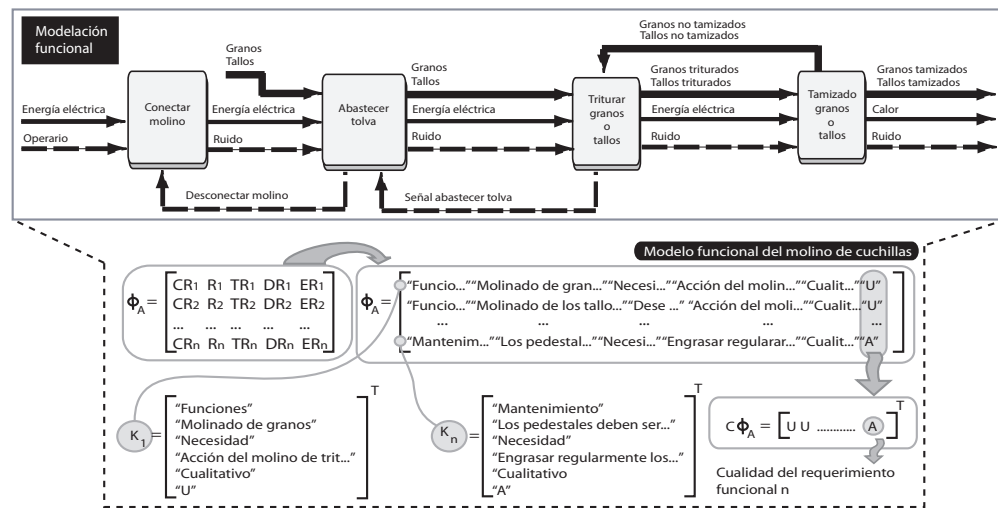 Modelación
funcional
Granos
Tallos
Granos
Tallos
Granos no tamizados
Tallos no tamizados
Granos triturados
Tallos triturados
Granos tamizados
Tallos tamizados
Energía eléctrica
Conectar
molino
Energía eléctrica
Abastecer
tolva
Energía eléctrica
Triturar
granos
o
tallos
Energía eléctrica
Tamizado
granos
o
tallos
Calor
Operario
Ruido
Ruido
Ruido
Ruido
Desconectar molino
Señal abastecer tolva
Modelo funcional del molino de cuchillas
ΦA = [CR1 R1 TR1 DR1 ER1
CR2 R2 TR2 DR2 ER2
... ... ... ... ...
CRn Rn TRn DRn ERn]
ΦA = [“Funcio...”“Molinado de gran...”“Necesi...”“Acción del molin...”“Cualit...”“U”
“Funcio...”“Molinado de los tallo...”“Dese ...”“Acción del moli...”“Cualit...”“U”
... ... ... ... ...
“Mantenim...”“Los pedestal...”“Necesi...”“Engrasar regularar...”“Cualit...”“A”]
K1 = [“Funciones”
“Molinado de granos”
“Necesidad”
“Acción del molino de trit...”
“Cualitativo”
“U”] T
Kn = [“Mantenimiento”
“Los pedestales deben ser...”
“Necesidad”
“Engrasar regularmente los...”
“Cualitativo
“A”] T
CΦA = [U U ............ A] T
Cualidad del requerimiento
funcional n